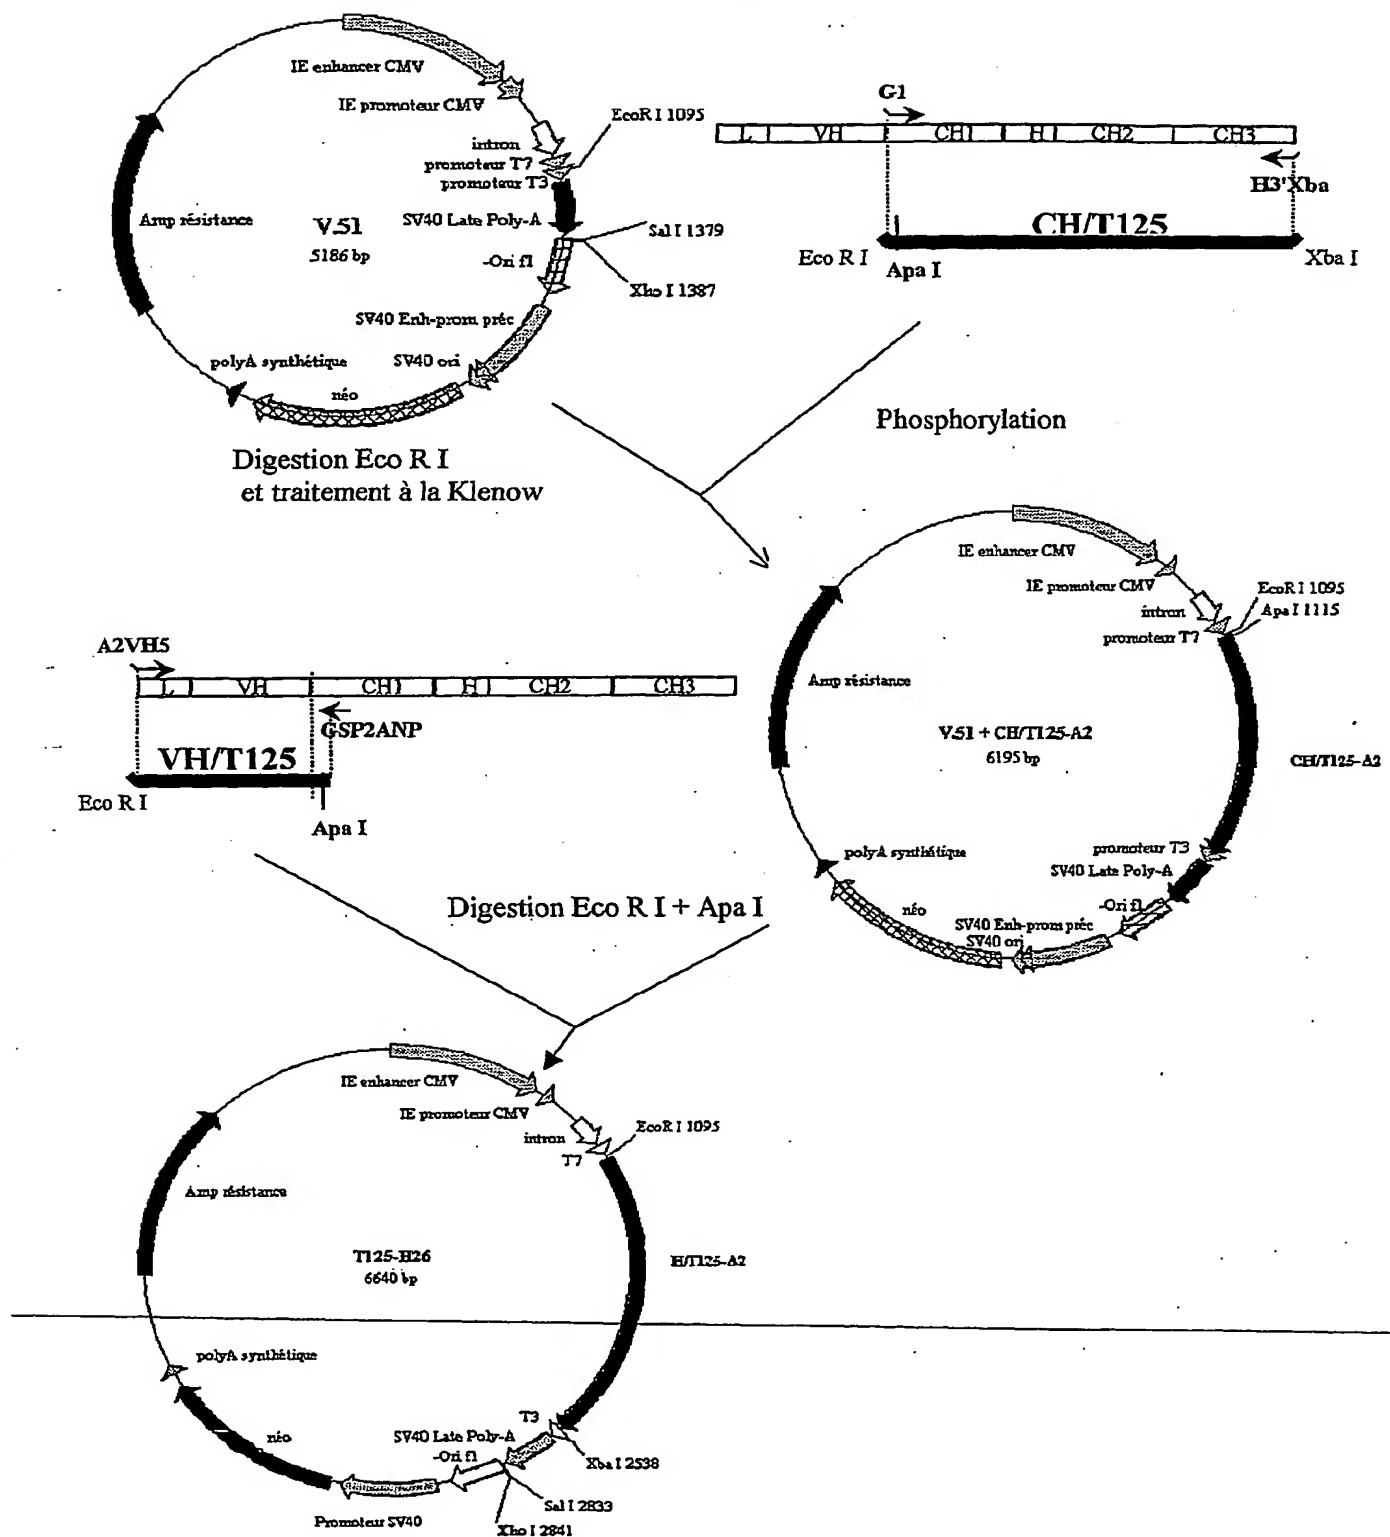 IE enhancer CMV
IE promoteur CMV
EcoR I 1095
intron
promoteur T7
promoteur T3
Amp résistance
V.51
5186 bp
SV40 Late Poly-A
Sal I 1379
-Ori f1
Xho I 1387
SV40 Enh-prom préc
polyA synthétique
SV40 ori
néo
Digestion Eco R I
et traitement à la Klenow
G1
L VH CH1 H CH2 CH3
H3'Xba
CH/T125
Eco R I
Apa I
Xba I
Phosphorylation
IE enhancer CMV
IE promoteur CMV
EcoR I 1095
intron
Apa I 1115
promoteur T7
Amp résistance
V.51 + CH/T125-A2
6195 bp
CH/T125-A2
promoteur T3
polyA synthétique
SV40 Late Poly-A
-Ori f1
néo
SV40 Enh-prom préc
SV40 ori
A2VH5
L VH CH1 H CH2 CH3
GSP2ANP
VH/T125
Eco R I
Apa I
Digestion Eco R I + Apa I
IE enhancer CMV
IE promoteur CMV
EcoR I 1095
intron
T7
Amp résistance
T125-H26
6640 bp
H/T125-A2
polyA synthétique
T3
SV40 Late Poly-A
néo
-Ori f1
Xba I 2538
Sal I 2833
Promoteur SV40
Xho I 2841